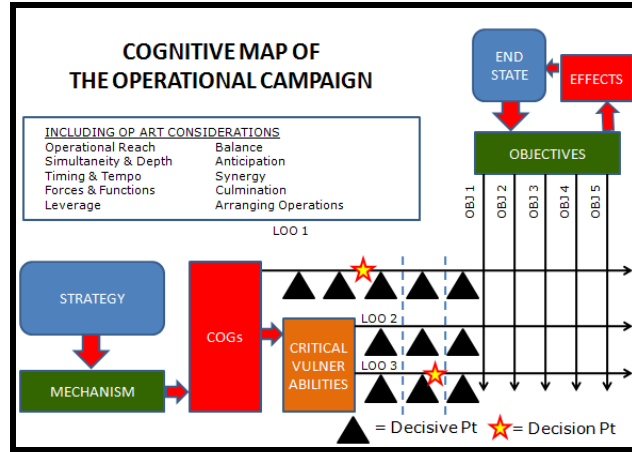 COGNITIVE MAP OF
THE OPERATIONAL CAMPAIGN
END
STATE
EFFECTS
OBJECTIVES
INCLUDING OP ART CONSIDERATIONS
Operational Reach Balance
Simultaneity & Depth Anticipation
Timing & Tempo Synergy
Forces & Functions Culmination
Leverage Arranging Operations
OBJ 1
OBJ 2
OBJ 3
OBJ 4
OBJ 5
LOO 1
STRATEGY
COGs
MECHANISM
CRITICAL
VULNER
ABILITIES
LOO 2
LOO 3
= Decisive Pt
= Decision Pt